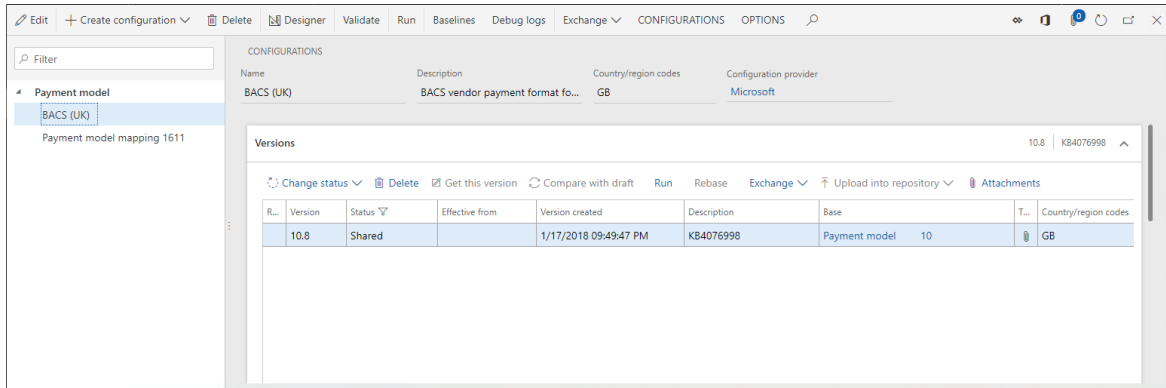 Edit Create configuration Delete Designer Validate Run Baselines Debug logs Exchange CONFIGURATIONS OPTIONS 0
Filter
Payment model
BACS (UK)
Payment model mapping 1611
CONFIGURATIONS
Name Description Country/region codes Configuration provider
BACS (UK) BACS vendor payment format fo... GB Microsoft
Versions 10.8 KB4076998
Change status Delete Get this version Compare with draft Run Rebase Exchange Upload into repository Attachments
R... Version Status Effective from Version created Description Base T... Country/region codes
10.8 Shared 1/17/2018 09:49:47 PM KB4076998 Payment model 10 GB